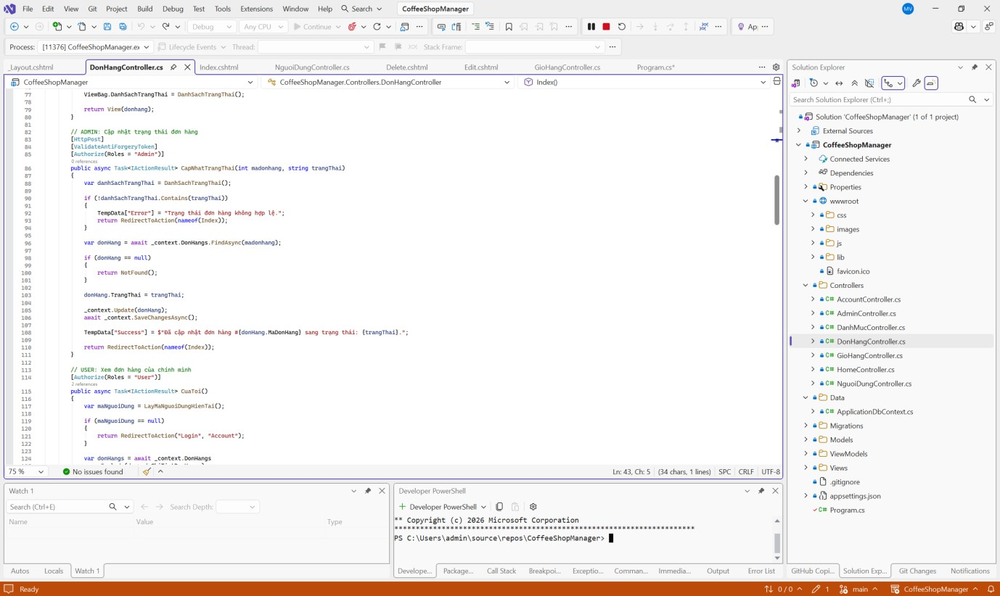 File Edit View Git Project Build Debug Test Tools Extensions Window Help Search CoffeeShopManager MV
Debug Any CPU Continue Ap
Process: [11376] CoffeeShopManager.ex Lifecycle Events Thread: Stack Frame:
_Layout.cshtml DonHangController.cs Index.cshtml NguoiDungController.cs Delete.cshtml Edit.cshtml GioHangController.cs Program.cs*
CoffeeShopManager CoffeeShopManager.Controllers.DonHangController Index()
77 ViewBag.DanhSachTrangThai = DanhSachTrangThai();
78
79 return View(donhang);
80 }
81
82 // ADMIN: Cập nhật trạng thái đơn hàng
83 [HttpPost]
84 [ValidateAntiForgeryToken]
85 [Authorize(Roles = "Admin")]
0 references
86 public async Task<IActionResult> CapNhatTrangThai(int madonhang, string trangThai)
87 {
88 var danhSachTrangThai = DanhSachTrangThai();
89
90 if (!danhSachTrangThai.Contains(trangThai))
91 {
92 TempData["Error"] = "Trạng thái đơn hàng không hợp lệ.";
93 return RedirectToAction(nameof(Index));
94 }
95
96 var donHang = await _context.DonHangs.FindAsync(madonhang);
97
98 if (donHang == null)
99 {
100 return NotFound();
101 }
102
103 donHang.TrangThai = trangThai;
104
105 _context.Update(donHang);
106 await _context.SaveChangesAsync();
107
108 TempData["Success"] = $"Đã cập nhật đơn hàng #{donHang.MaDonHang} sang trạng thái: {trangThai}.";
109
110 return RedirectToAction(nameof(Index));
111 }
112
113 // USER: Xem đơn hàng của chính mình
114 [Authorize(Roles = "User")]
2 references
115 public async Task<IActionResult> CuaToi()
116 {
117 var maNguoiDung = LayMaNguoiDungHienTai();
118
119 if (maNguoiDung == null)
120 {
121 return RedirectToAction("Login", "Account");
122 }
123
124 var donHangs = await _context.DonHangs
75 % No issues found Ln: 43, Ch: 5 (34 chars, 1 lines) SPC CRLF UTF-8
Watch 1
Search (Ctrl+E) Search Depth:
Name Value Type
Autos Locals Watch 1
Developer PowerShell
Developer PowerShell
** Copyright (c) 2026 Microsoft Corporation
**********************************************************************
PS C:\Users\admin\source\repos\CoffeeShopManager>
Develope... Package... Call Stack Breakpoi... Exceptio... Comman... Immedia... Output Error List
Solution Explorer
Search Solution Explorer (Ctrl+;)
Solution 'CoffeeShopManager' (1 of 1 project)
External Sources
CoffeeShopManager
Connected Services
Dependencies
Properties
wwwroot
css
images
js
lib
favicon.ico
Controllers
C# AccountController.cs
C# AdminController.cs
C# DanhMucController.cs
C# DonHangController.cs
C# GioHangController.cs
C# HomeController.cs
C# NguoiDungController.cs
Data
C# ApplicationDbContext.cs
Migrations
Models
ViewModels
Views
.gitignore
appsettings.json
C# Program.cs
GitHub Copi... Solution Exp... Git Changes Notifications
Ready 0 / 0 1 main CoffeeShopManager